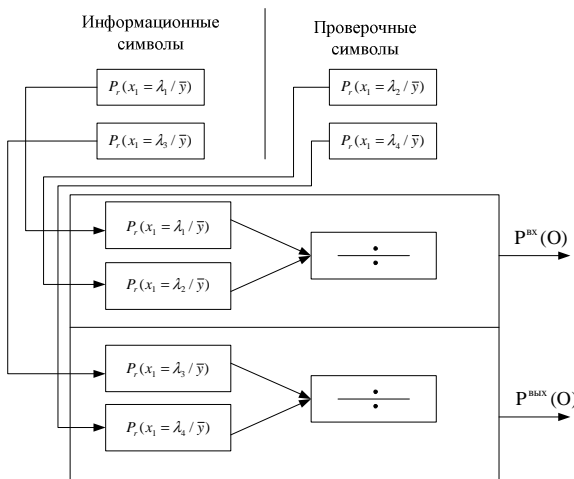 Информационные
символы
Проверочные
символы
P_r(x_1 = λ_1 / y̅)
P_r(x_1 = λ_2 / y̅)
P_r(x_1 = λ_3 / y̅)
P_r(x_1 = λ_4 / y̅)
P_r(x_1 = λ_1 / y̅)
P_r(x_1 = λ_2 / y̅)
P^вх(О)
P_r(x_1 = λ_3 / y̅)
P_r(x_1 = λ_4 / y̅)
P^вых(О)